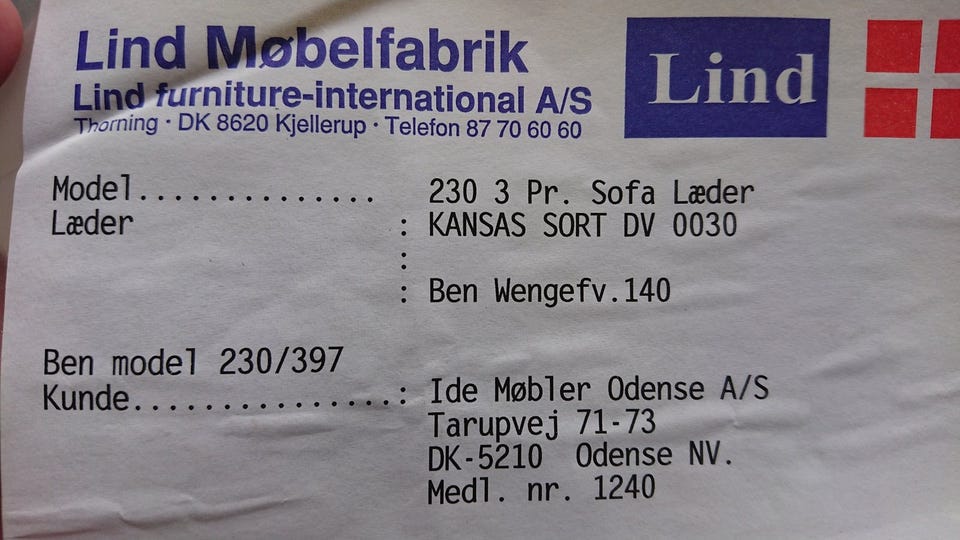 Lind Møbelfabrik
Lind furniture-international A/S
Thorning · DK 8620 Kjellerup · Telefon 87 70 60 60
Lind
Model.............. 230 3 Pr. Sofa Læder
Læder : KANSAS SORT DV 0030
:
: Ben Wengefv.140
Ben model 230/397
Kunde................: Ide Møbler Odense A/S
Tarupvej 71-73
DK-5210 Odense NV.
Medl. nr. 1240